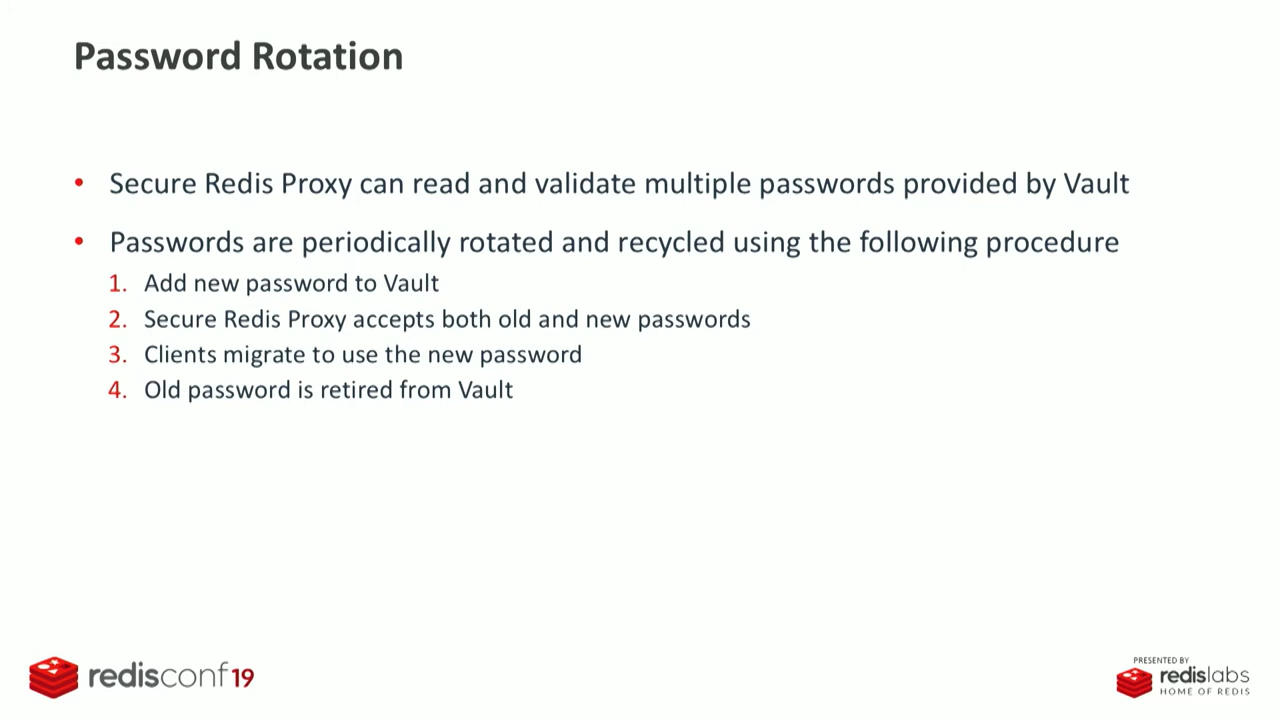 Password Rotation
• Secure Redis Proxy can read and validate multiple passwords provided by Vault
• Passwords are periodically rotated and recycled using the following procedure
1. Add new password to Vault
2. Secure Redis Proxy accepts both old and new passwords
3. Clients migrate to use the new password
4. Old password is retired from Vault
redisconf19
PRESENTED BY
redislabs
HOME OF REDIS